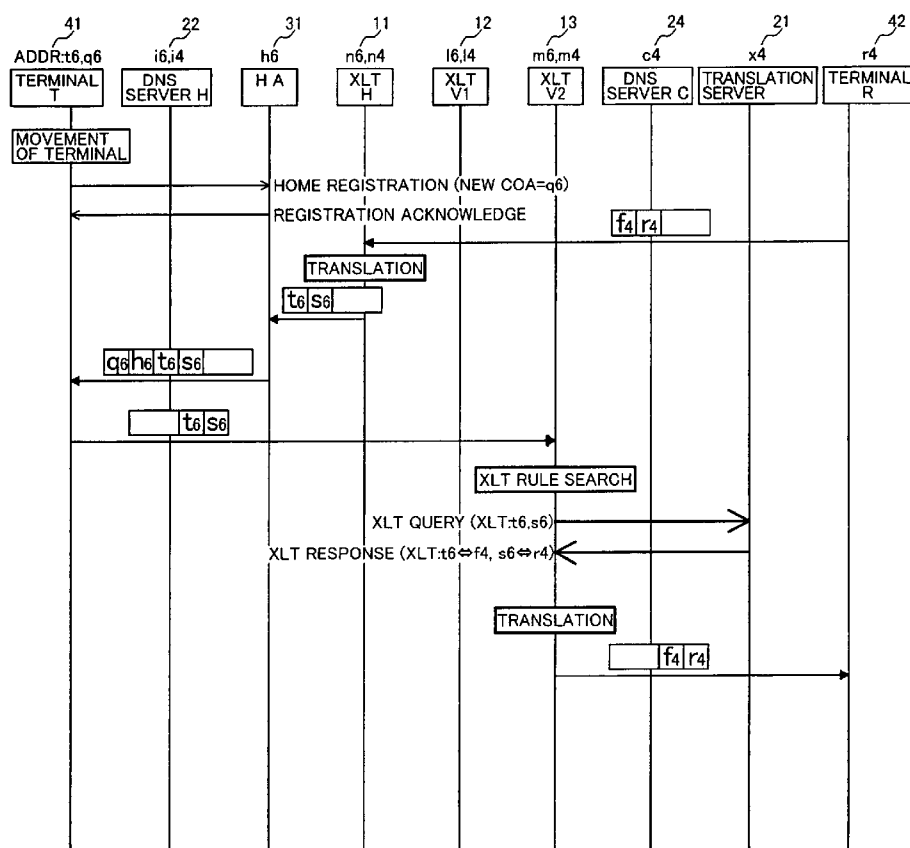 41 22 31 11 12 13 24 21 42
ADDR:t6,q6 i6,i4 h6 n6,n4 l6,l4 m6,m4 c4 x4 r4
TERMINAL T
DNS SERVER H
H A
XLT H
XLT V1
XLT V2
DNS SERVER C
TRANSLATION SERVER
TERMINAL R
MOVEMENT OF TERMINAL
HOME REGISTRATION (NEW COA=q6)
REGISTRATION ACKNOWLEDGE
f4 r4
TRANSLATION
t6 s6
q6 h6 t6 s6
t6 s6
XLT RULE SEARCH
XLT QUERY (XLT:t6,s6)
XLT RESPONSE (XLT:t6⇔f4, s6⇔r4)
TRANSLATION
f4 r4